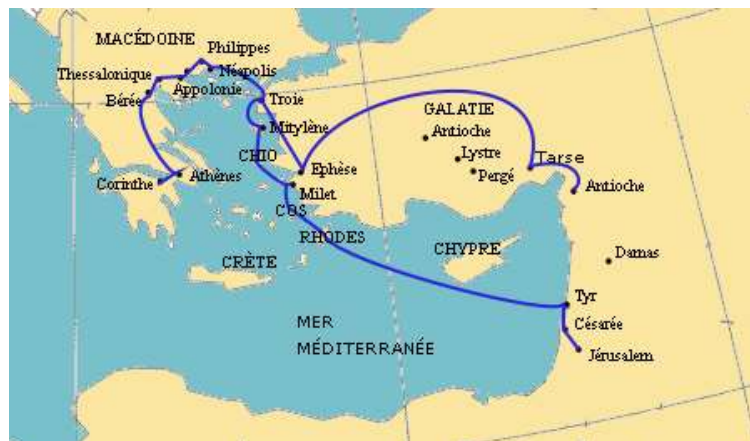 MACÉDOINE
Philippes
Thessalonique
Néapolis
Appolonie
Bérée
Troie
GALATIE
Mitylène
Antioche
CHIO
Lystre
Tarse
Ephèse
Pergé
Athènes
Corinthe
Milet
Antioche
COS
RHODES
CHYPRE
CRÈTE
Damas
Tyr
MER
MÉDITERRANÉE
Césarée
Jérusalem